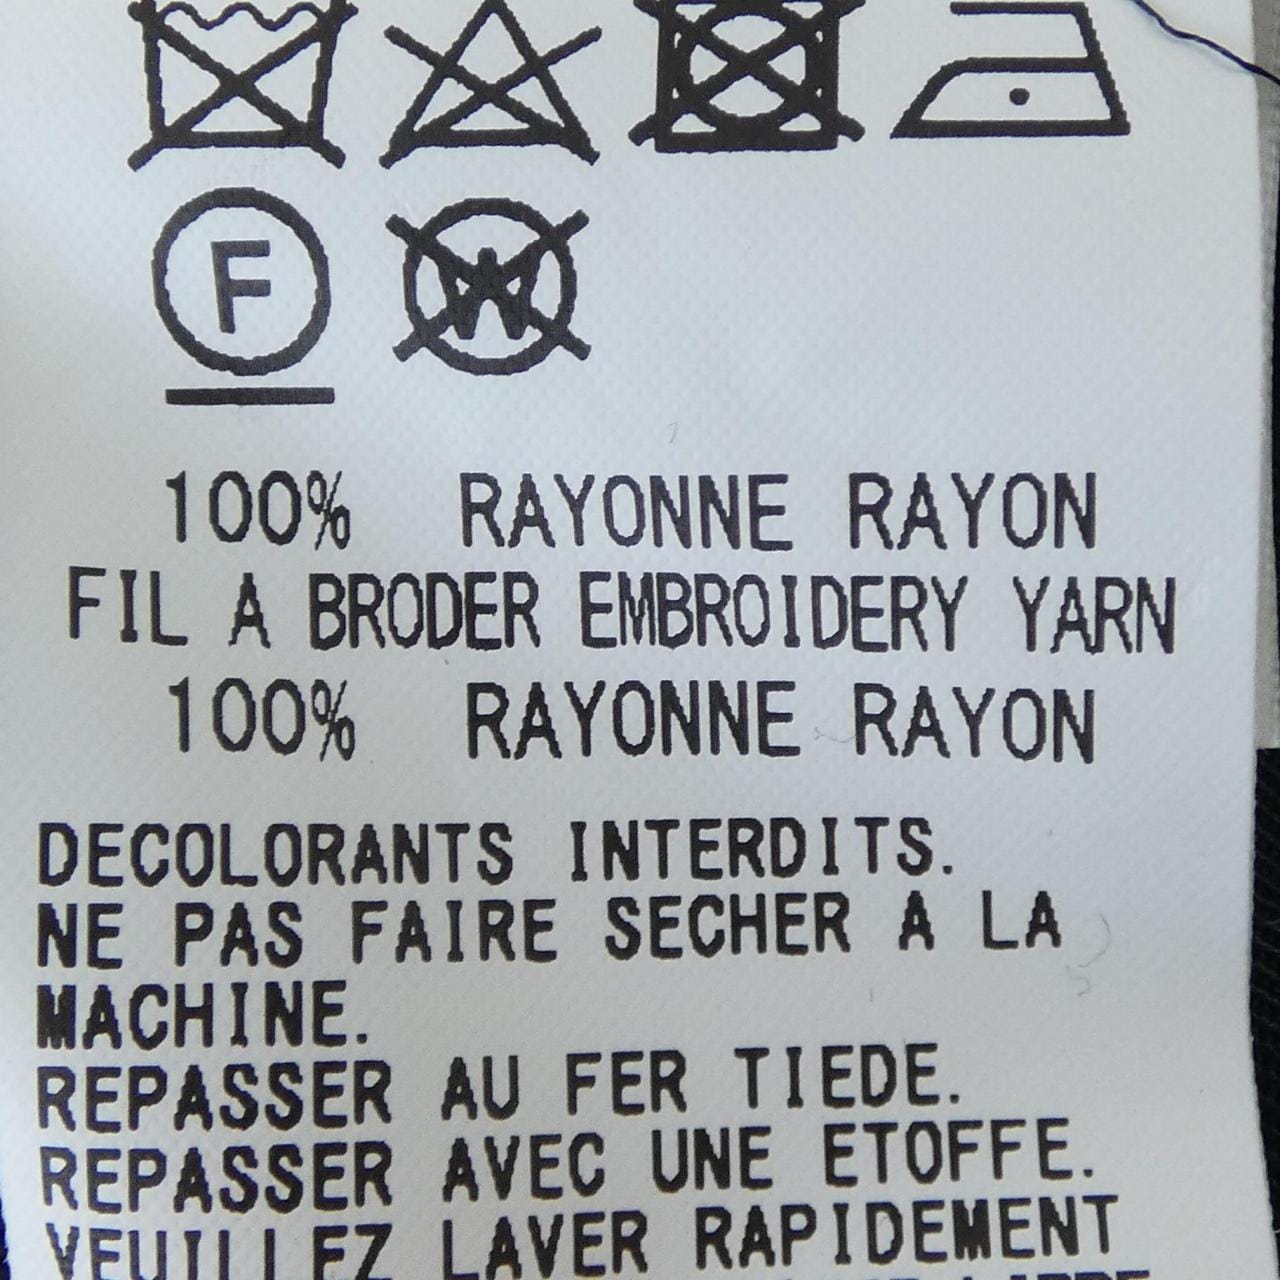 F
W
100% RAYONNE RAYON
FIL A BRODER EMBROIDERY YARN
100% RAYONNE RAYON
DECOLORANTS INTERDITS.
NE PAS FAIRE SECHER A LA
MACHINE.
REPASSER AU FER TIEDE.
REPASSER AVEC UNE ETOFFE.
VEUILLEZ LAVER RAPIDEMENT